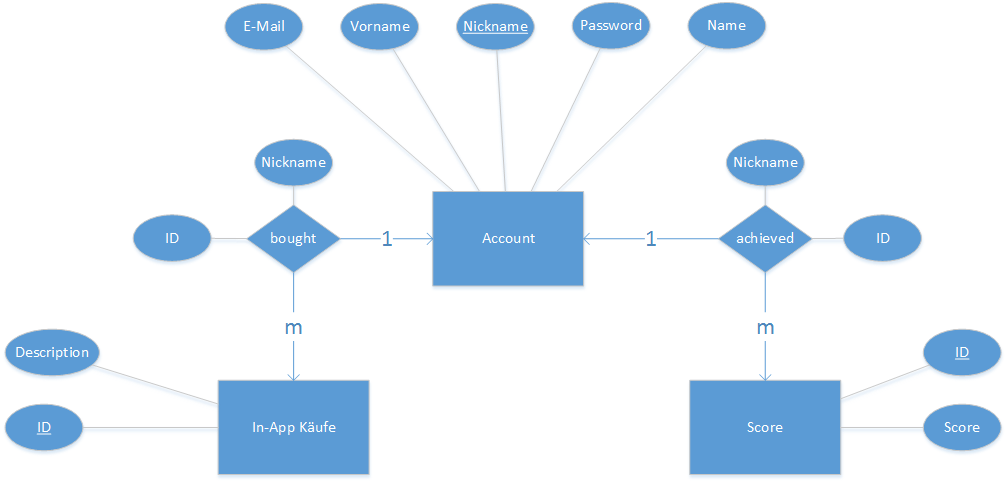 E-Mail
Vorname
Nickname
Password
Name
Nickname
Nickname
ID
bought
1
Account
1
achieved
ID
m
m
Description
ID
ID
In-App Käufe
Score
Score